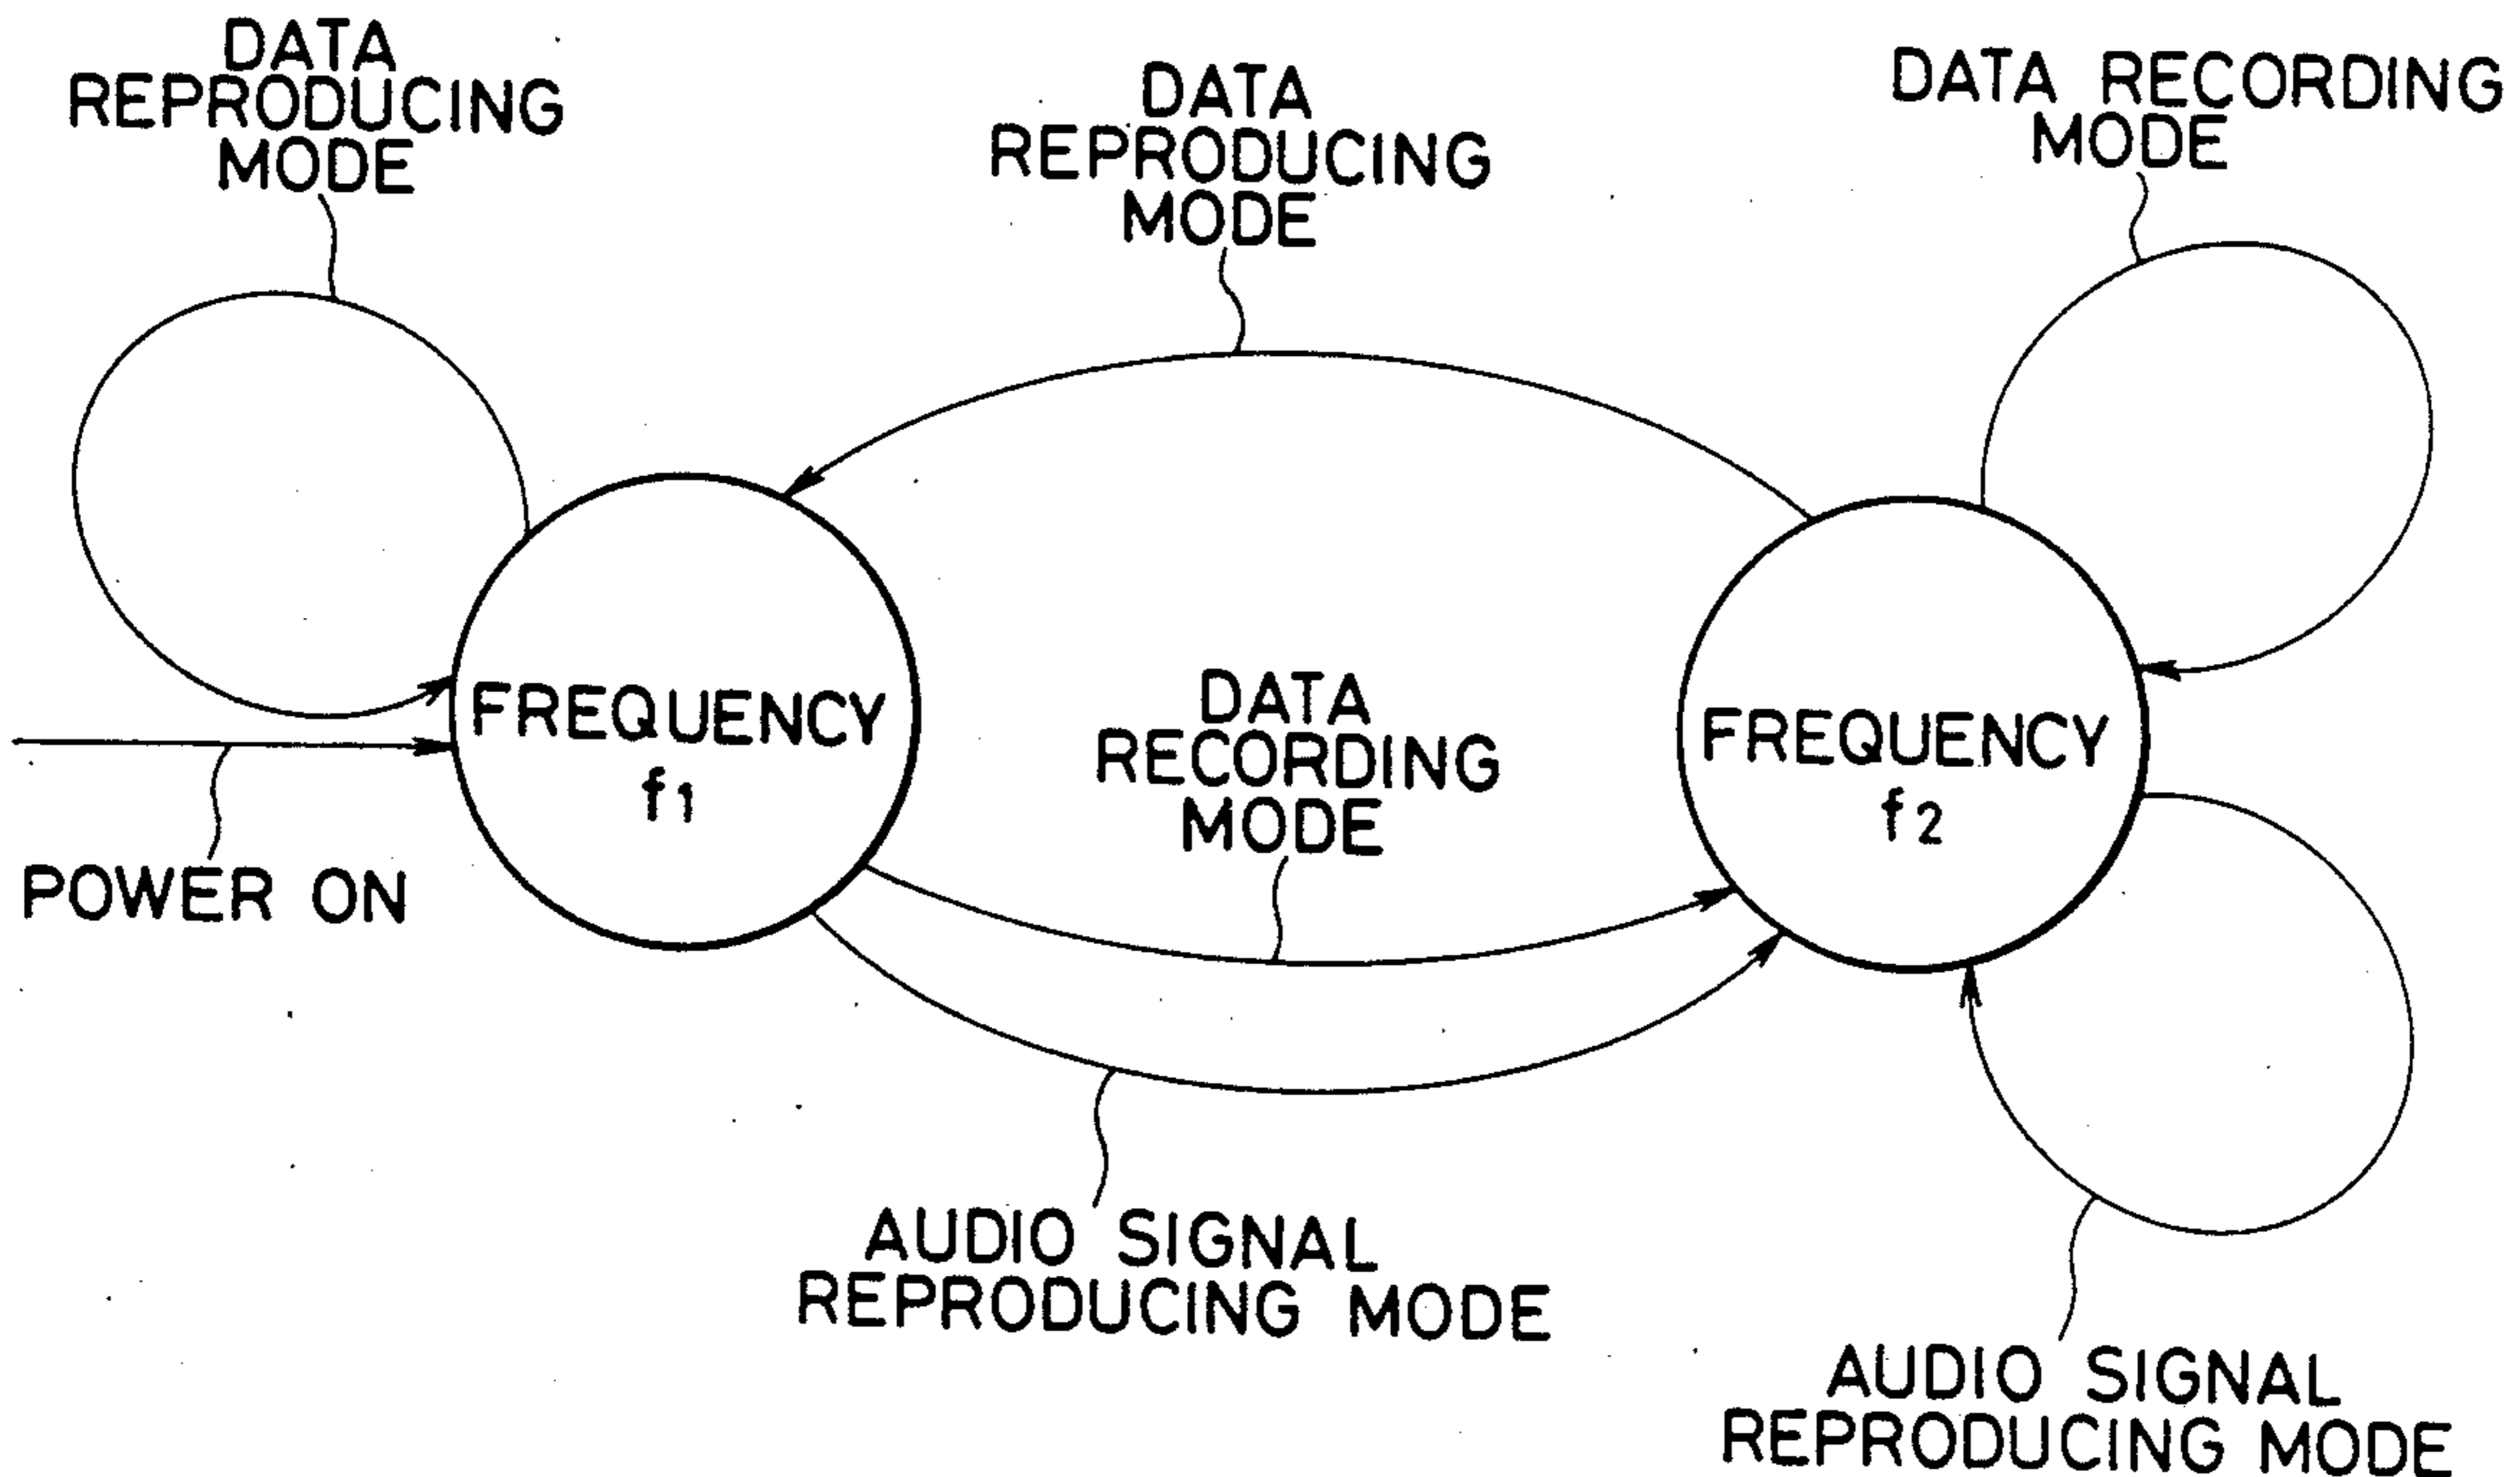 DATA
REPRODUCING
MODE
DATA
REPRODUCING
MODE
DATA RECORDING
MODE
FREQUENCY
f1
DATA
RECORDING
MODE
FREQUENCY
f2
POWER ON
AUDIO SIGNAL
REPRODUCING MODE
AUDIO SIGNAL
REPRODUCING MODE